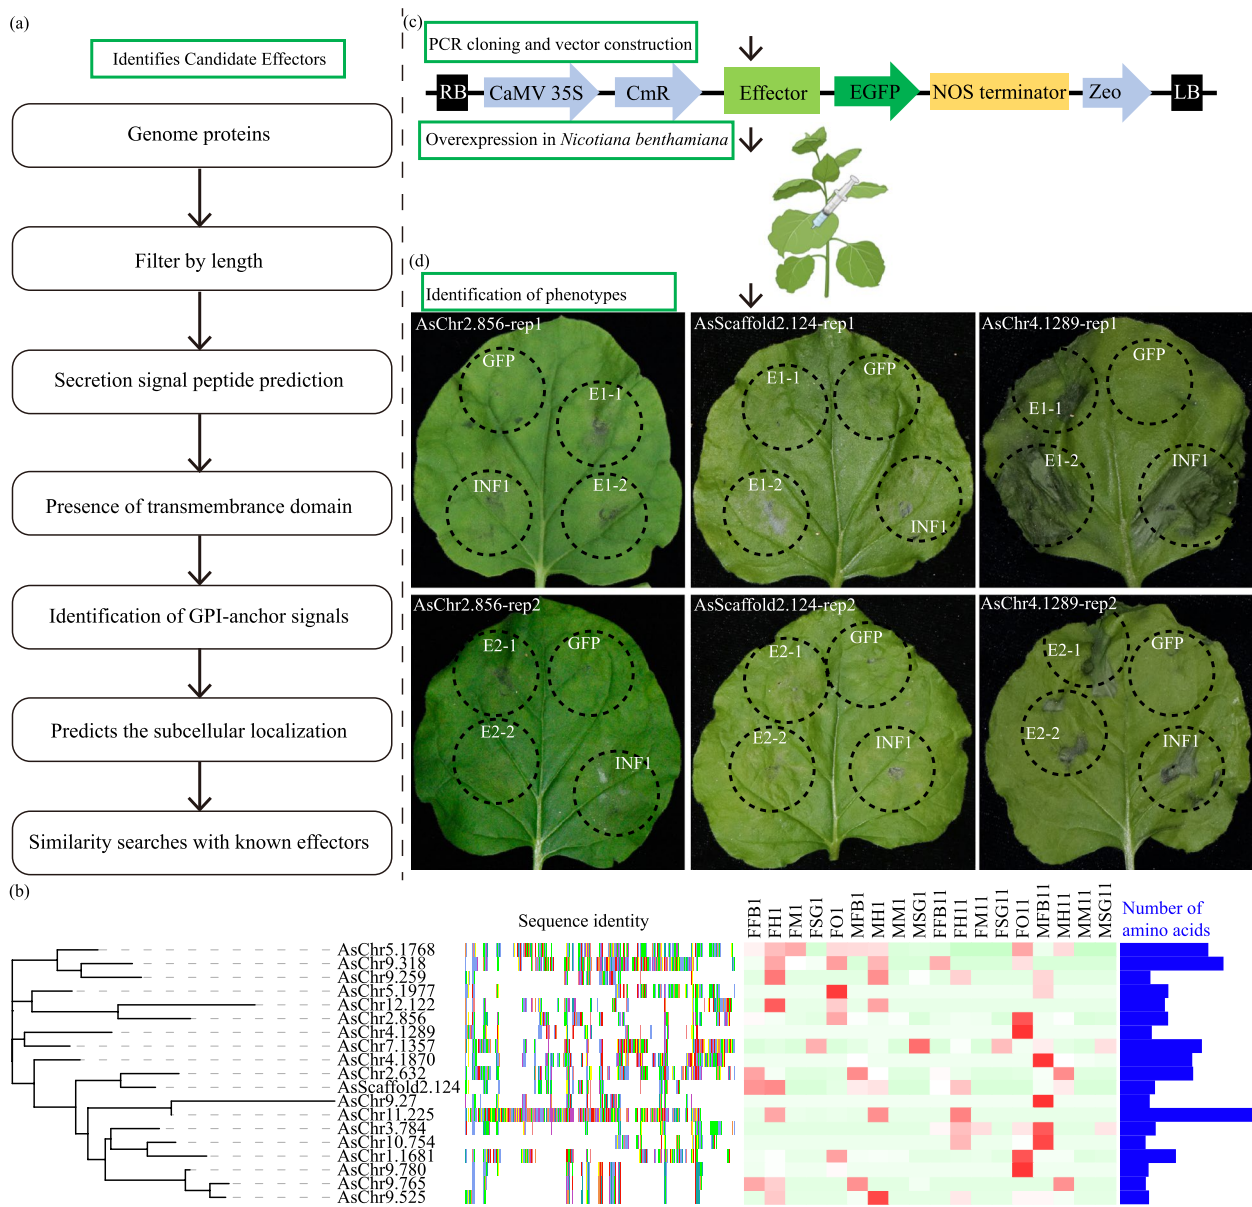 (a)
Identifies Candidate Effectors
Genome proteins
Filter by length
Secretion signal peptide prediction
Presence of transmembrance domain
Identification of GPI-anchor signals
Predicts the subcellular localization
Similarity searches with known effectors
(c)
PCR cloning and vector construction
RB
CaMV 35S
CmR
Effector
EGFP
NOS terminator
Zeo
LB
Overexpression in Nicotiana benthamiana
(d)
Identification of phenotypes
AsChr2.856-rep1
GFP
E1-1
INF1
E1-2
AsScaffold2.124-rep1
E1-1
GFP
E1-2
INF1
AsChr4.1289-rep1
GFP
E1-1
E1-2
INF1
AsChr2.856-rep2
E2-1
GFP
E2-2
INF1
AsScaffold2.124-rep2
E2-1
GFP
E2-2
INF1
AsChr4.1289-rep2
E2-1
GFP
E2-2
INF1
(b)
Sequence identity
FFB1
FH1
FM1
FSG1
FO1
MFB1
MH1
MM1
MSG1
FFB11
FH11
FM11
FSG11
FO11
MFB11
MH11
MM11
MSG11
Number of
amino acids
AsChr5.1768
AsChr9.318
AsChr9.259
AsChr5.1977
AsChr12.122
AsChr2.856
AsChr4.1289
AsChr7.1357
AsChr4.1870
AsChr2.632
AsScaffold2.124
AsChr9.27
AsChr11.225
AsChr3.784
AsChr10.754
AsChr1.1681
AsChr9.780
AsChr9.765
AsChr9.525